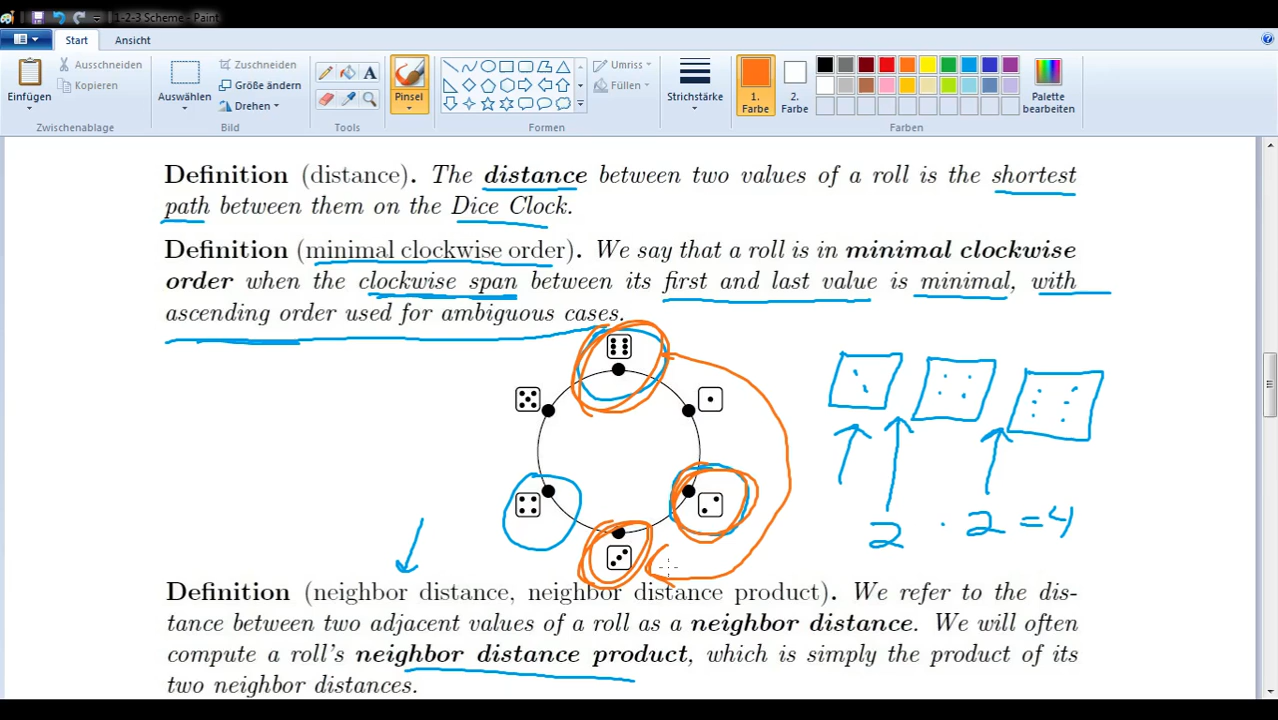 1-2-3 Scheme - Paint
Start Ansicht
Einfügen
Ausschneiden
Kopieren
Zwischenablage
Auswählen
Zuschneiden
Größe ändern
Drehen
Bild
Tools
Pinsel
Formen
Umriss
Füllen
Strichstärke
1. Farbe
2. Farbe
Palette bearbeiten
Farben
Definition (distance). The distance between two values of a roll is the shortest
path between them on the Dice Clock.
Definition (minimal clockwise order). We say that a roll is in minimal clockwise
order when the clockwise span between its first and last value is minimal, with
ascending order used for ambiguous cases.
2 · 2 = 4
Definition (neighbor distance, neighbor distance product). We refer to the dis-
tance between two adjacent values of a roll as a neighbor distance. We will often
compute a roll's neighbor distance product, which is simply the product of its
two neighbor distances.